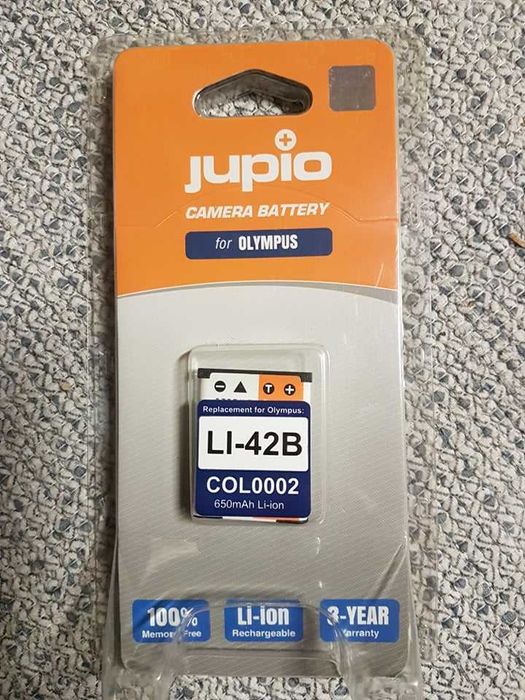 jupio
CAMERA BATTERY
for OLYMPUS
Replacement for Olympus:
LI-42B
COL0002
650mAh Li-ion
100% Li-ion 3-YEAR
Memory Free Rechargeable Warranty